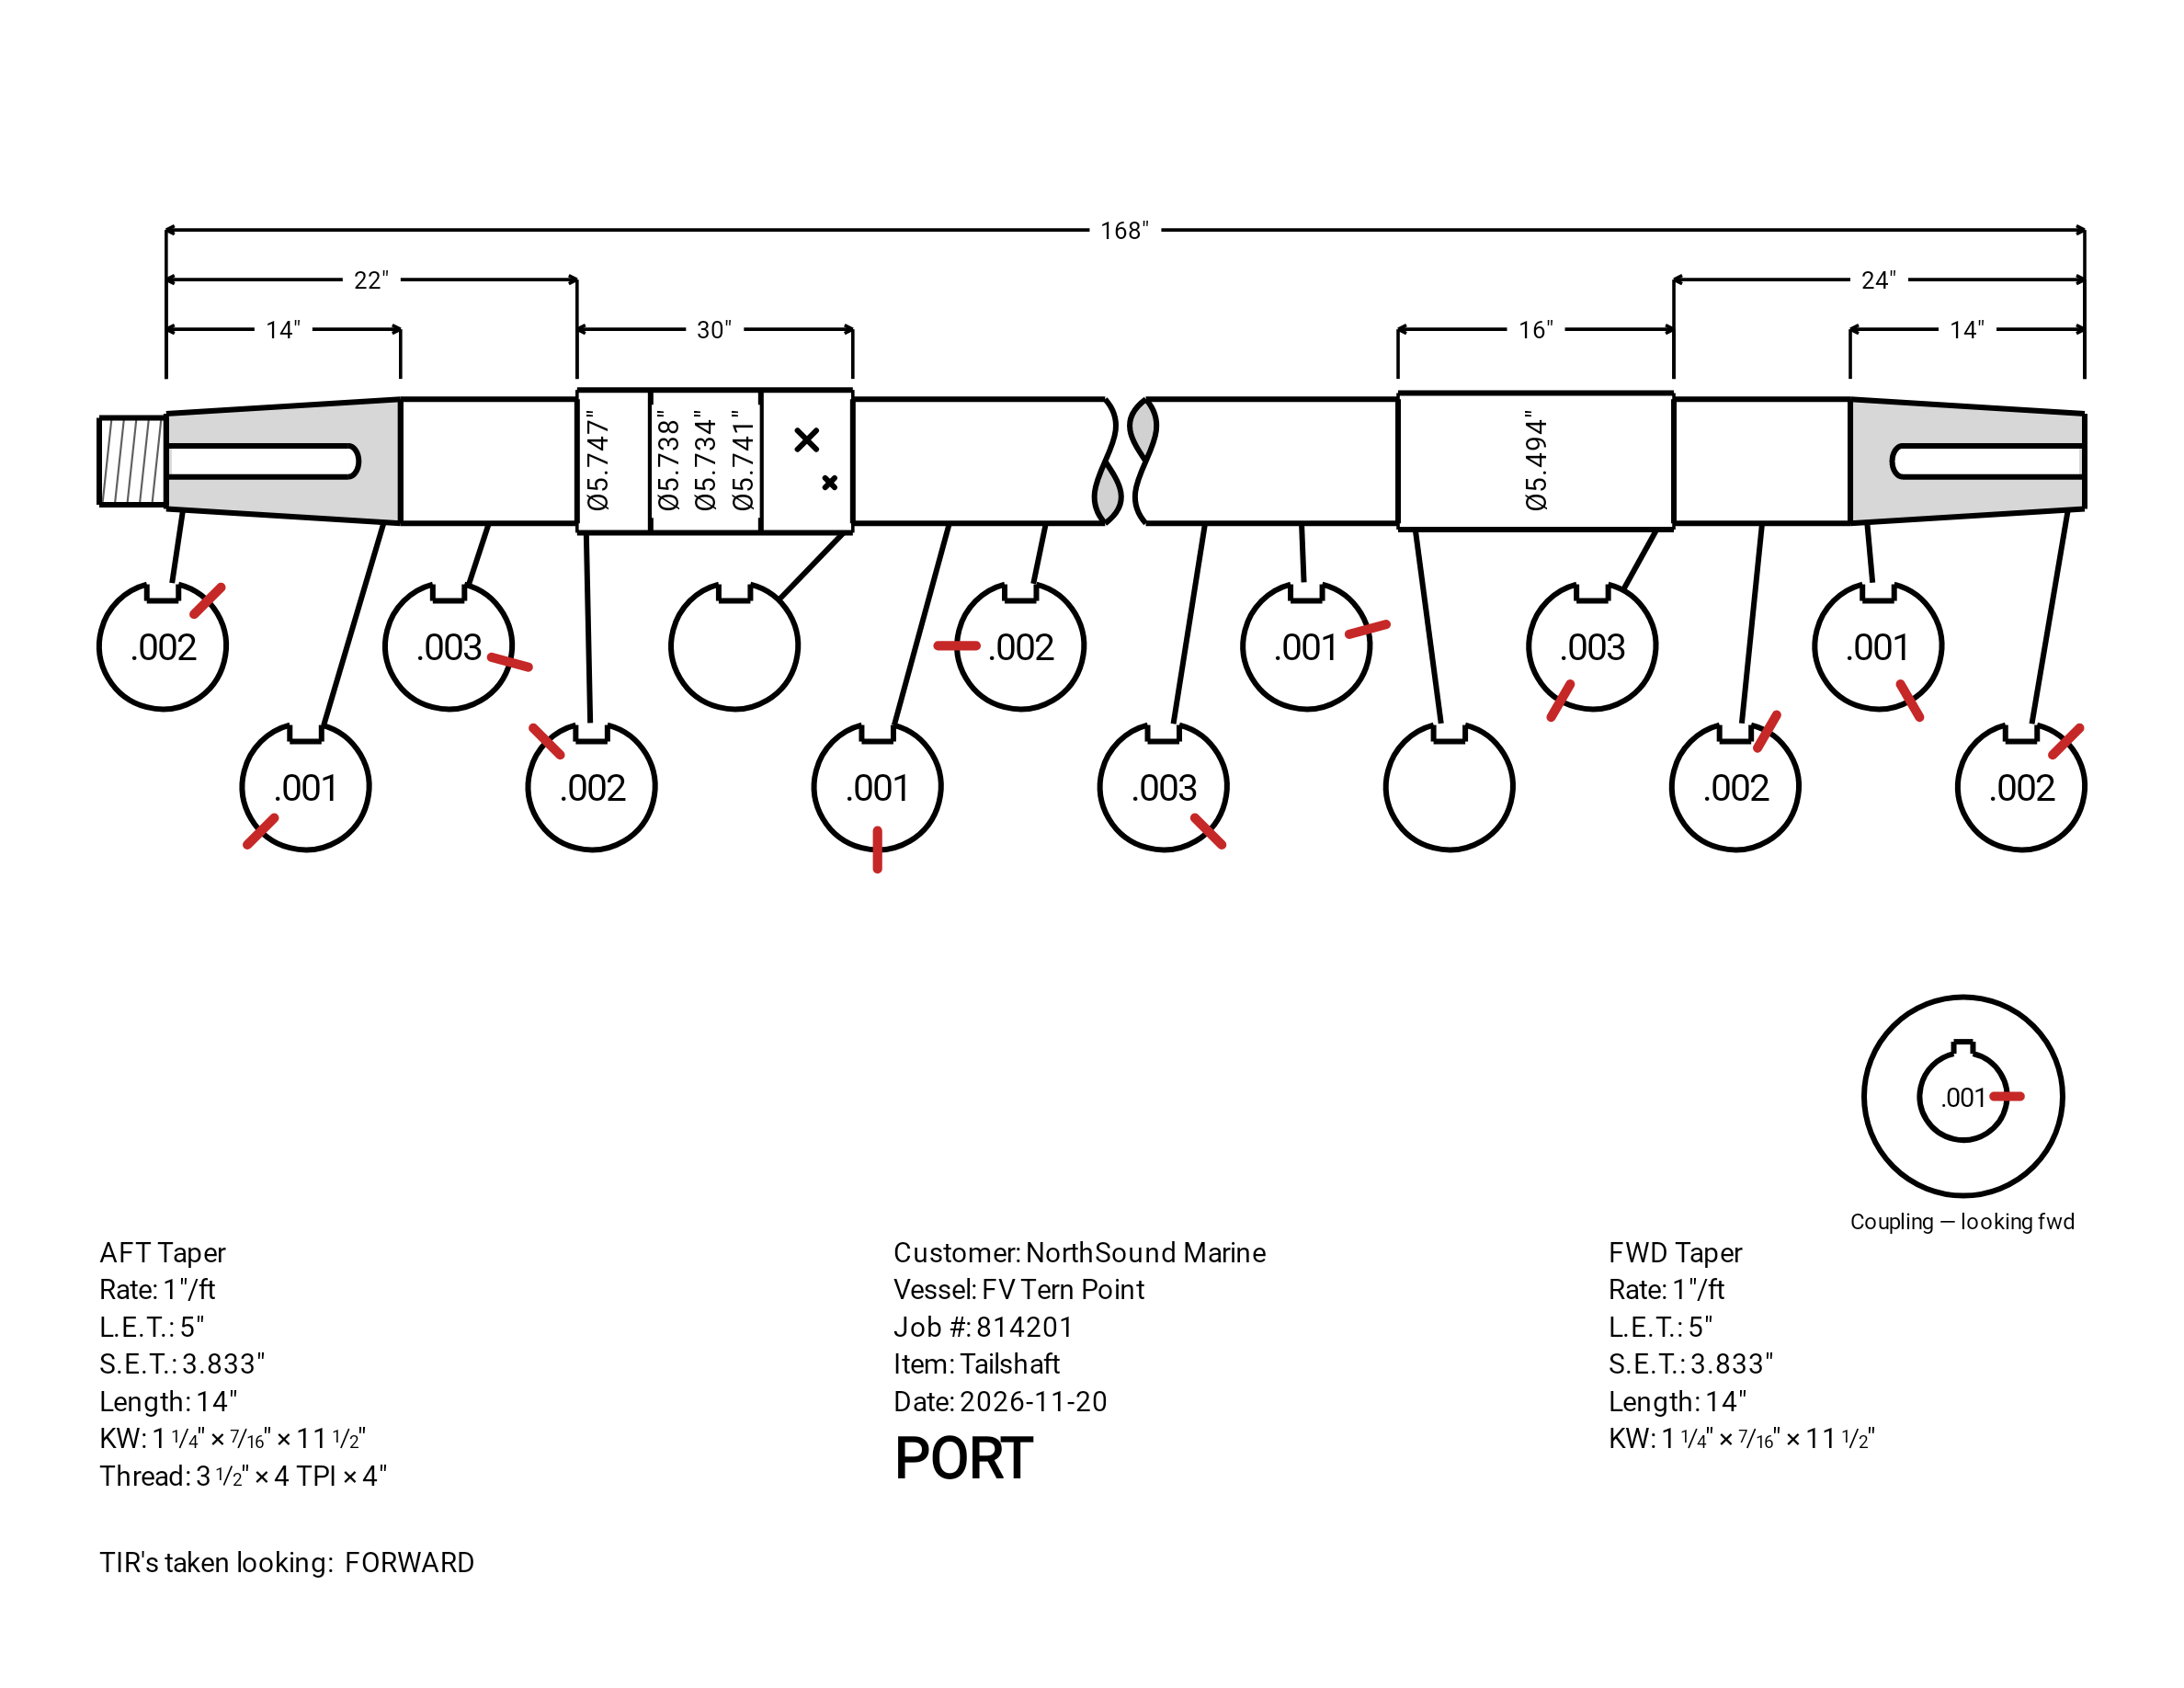 168"
22"
24"
14"
30"
16"
14"
Ø5.747"
Ø5.738"
Ø5.734"
Ø5.741"
Ø5.494"
.002
.003
.002
.001
.003
.001
.001
.002
.001
.003
.002
.002
.001
Coupling — looking fwd
AFT Taper
Rate: 1"/ft
L.E.T.: 5"
S.E.T.: 3.833"
Length: 14"
KW: 1 1/4" × 7/16" × 11 1/2"
Thread: 3 1/2" × 4 TPI × 4"
TIR's taken looking: FORWARD
Customer: NorthSound Marine
Vessel: FV Tern Point
Job #: 814201
Item: Tailshaft
Date: 2026-11-20
PORT
FWD Taper
Rate: 1"/ft
L.E.T.: 5"
S.E.T.: 3.833"
Length: 14"
KW: 1 1/4" × 7/16" × 11 1/2"